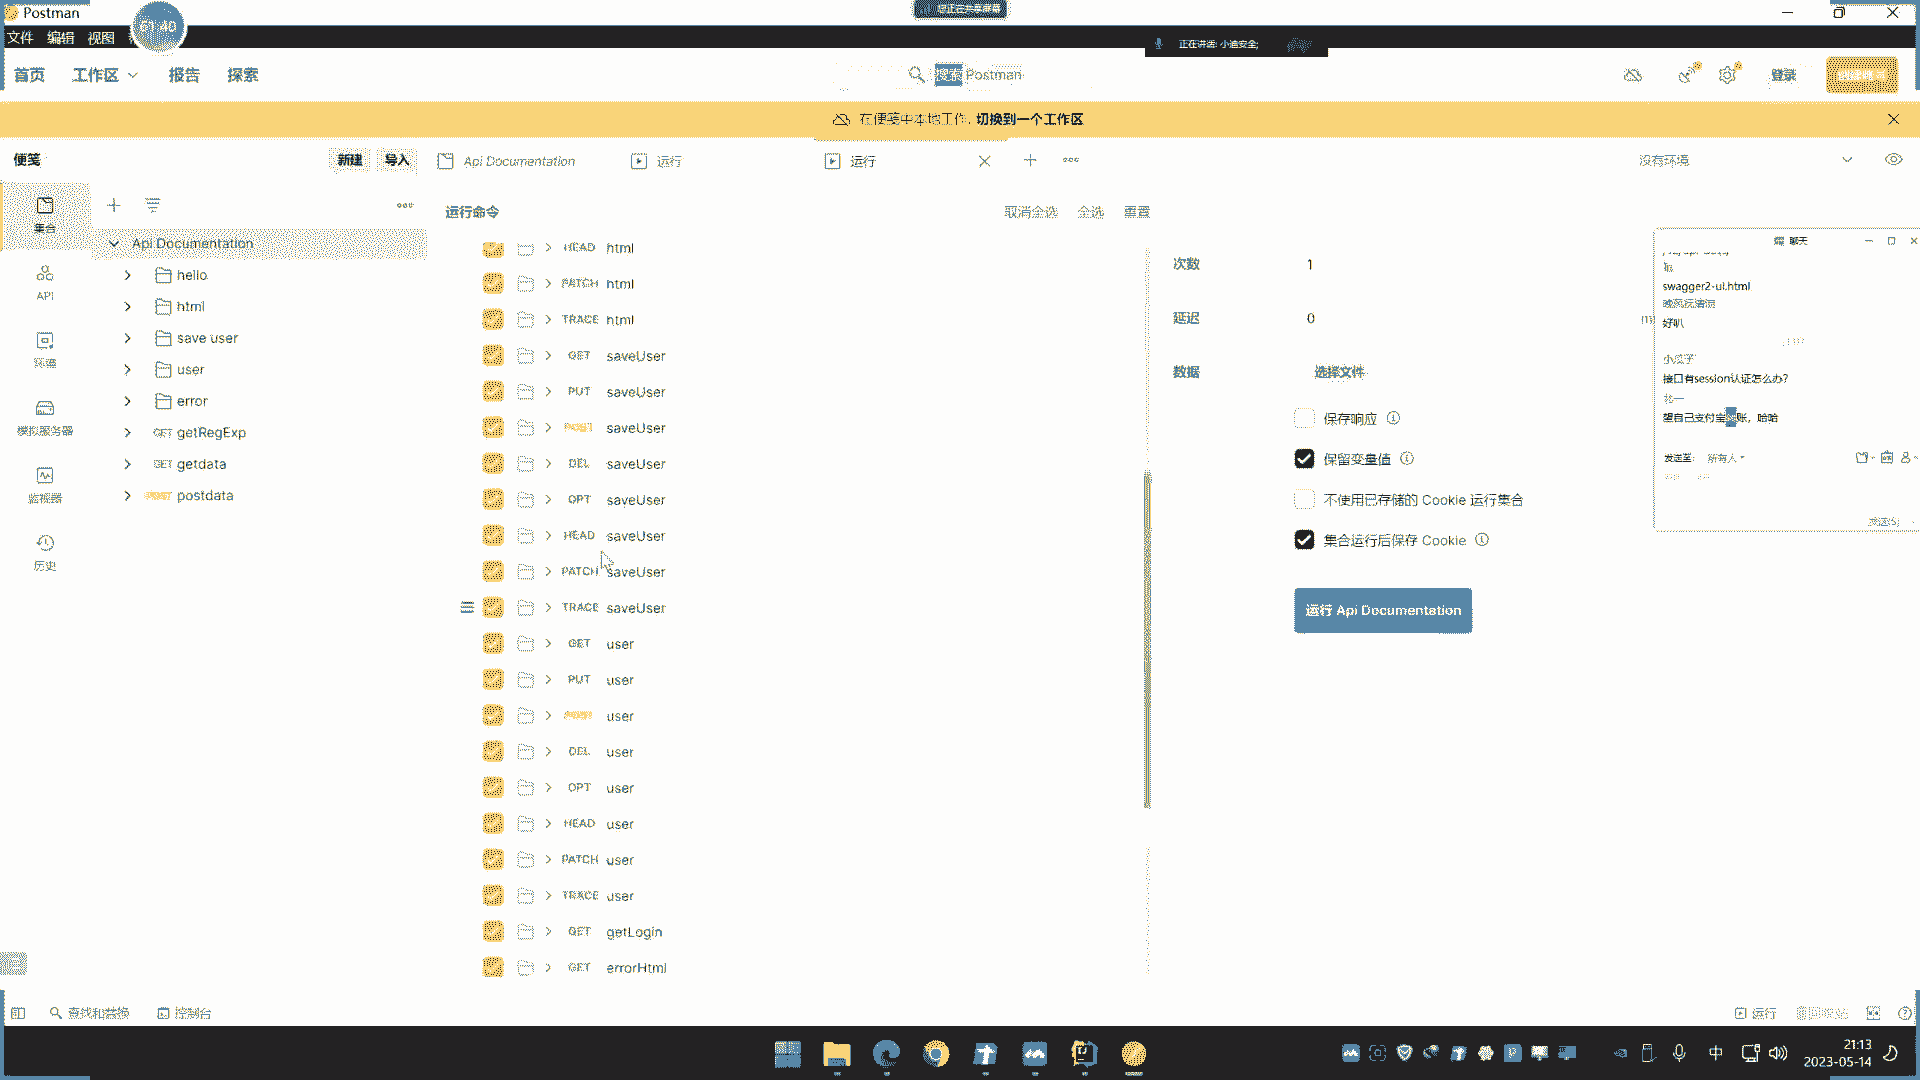 Postman
61:40
您正在共享屏幕
文件 编辑 视图
正在讲话: 小迪安全;
首页 工作区 报告 探索
搜索 Postman
登录
在便笺中本地工作. 切换到一个工作区
便笺 新建 导入
Api Documentation 运行 运行
没有环境
集合
API
环境
模拟服务器
监视器
历史
Api Documentation
hello
html
save user
user
error
GET getRegExp
GET getdata
POST postdata
运行命令 取消全选 全选 重置
HEAD html
PATCH html
TRACE html
GET saveUser
PUT saveUser
POST saveUser
DEL saveUser
OPT saveUser
HEAD saveUser
PATCH saveUser
TRACE saveUser
GET user
PUT user
POST user
DEL user
OPT user
HEAD user
PATCH user
TRACE user
GET getLogin
GET errorHtml
次数 1
延迟 0
数据 选择文件
保存响应
保留变量值
不使用已存储的 Cookie 运行集合
集合运行后保存 Cookie
运行 Api Documentation
聊天
swagger2-ui.html
好叭
接口有session认证怎么办?
发送至: 所有人
查找和替换 控制台
运行
中
21:13
2023-05-14